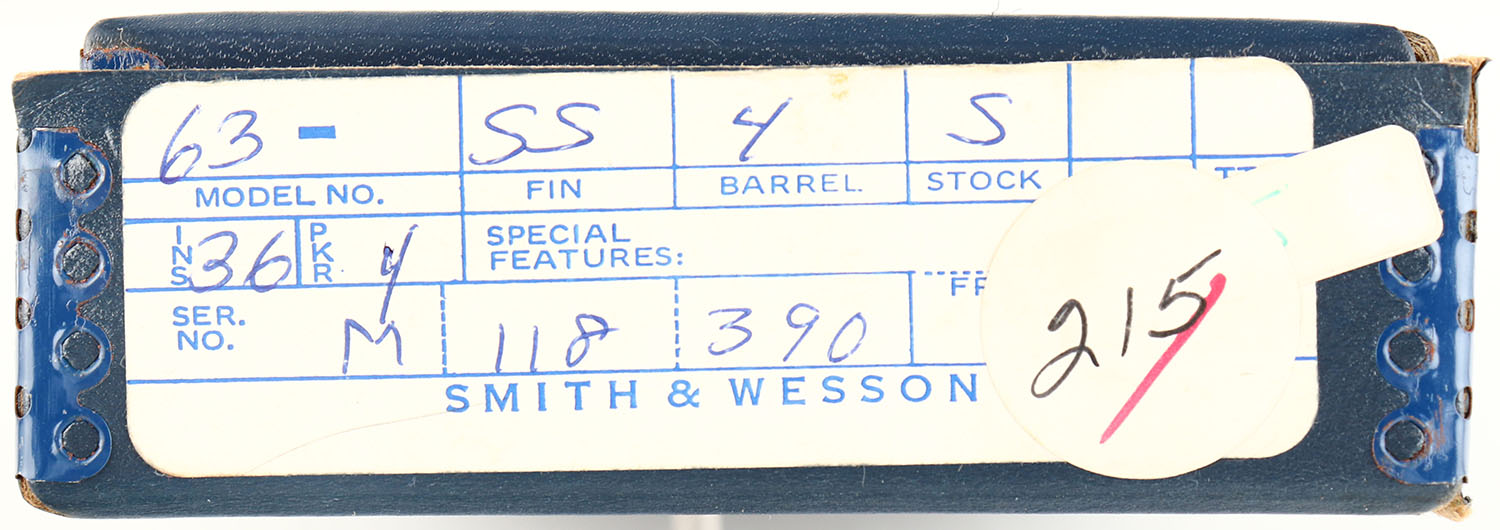 63 - SS 4 S
MODEL NO. FIN BARREL. STOCK
INS 36 PKR 4 SPECIAL
FEATURES:
SER.
NO. M 118 390
215
SMITH & WESSON